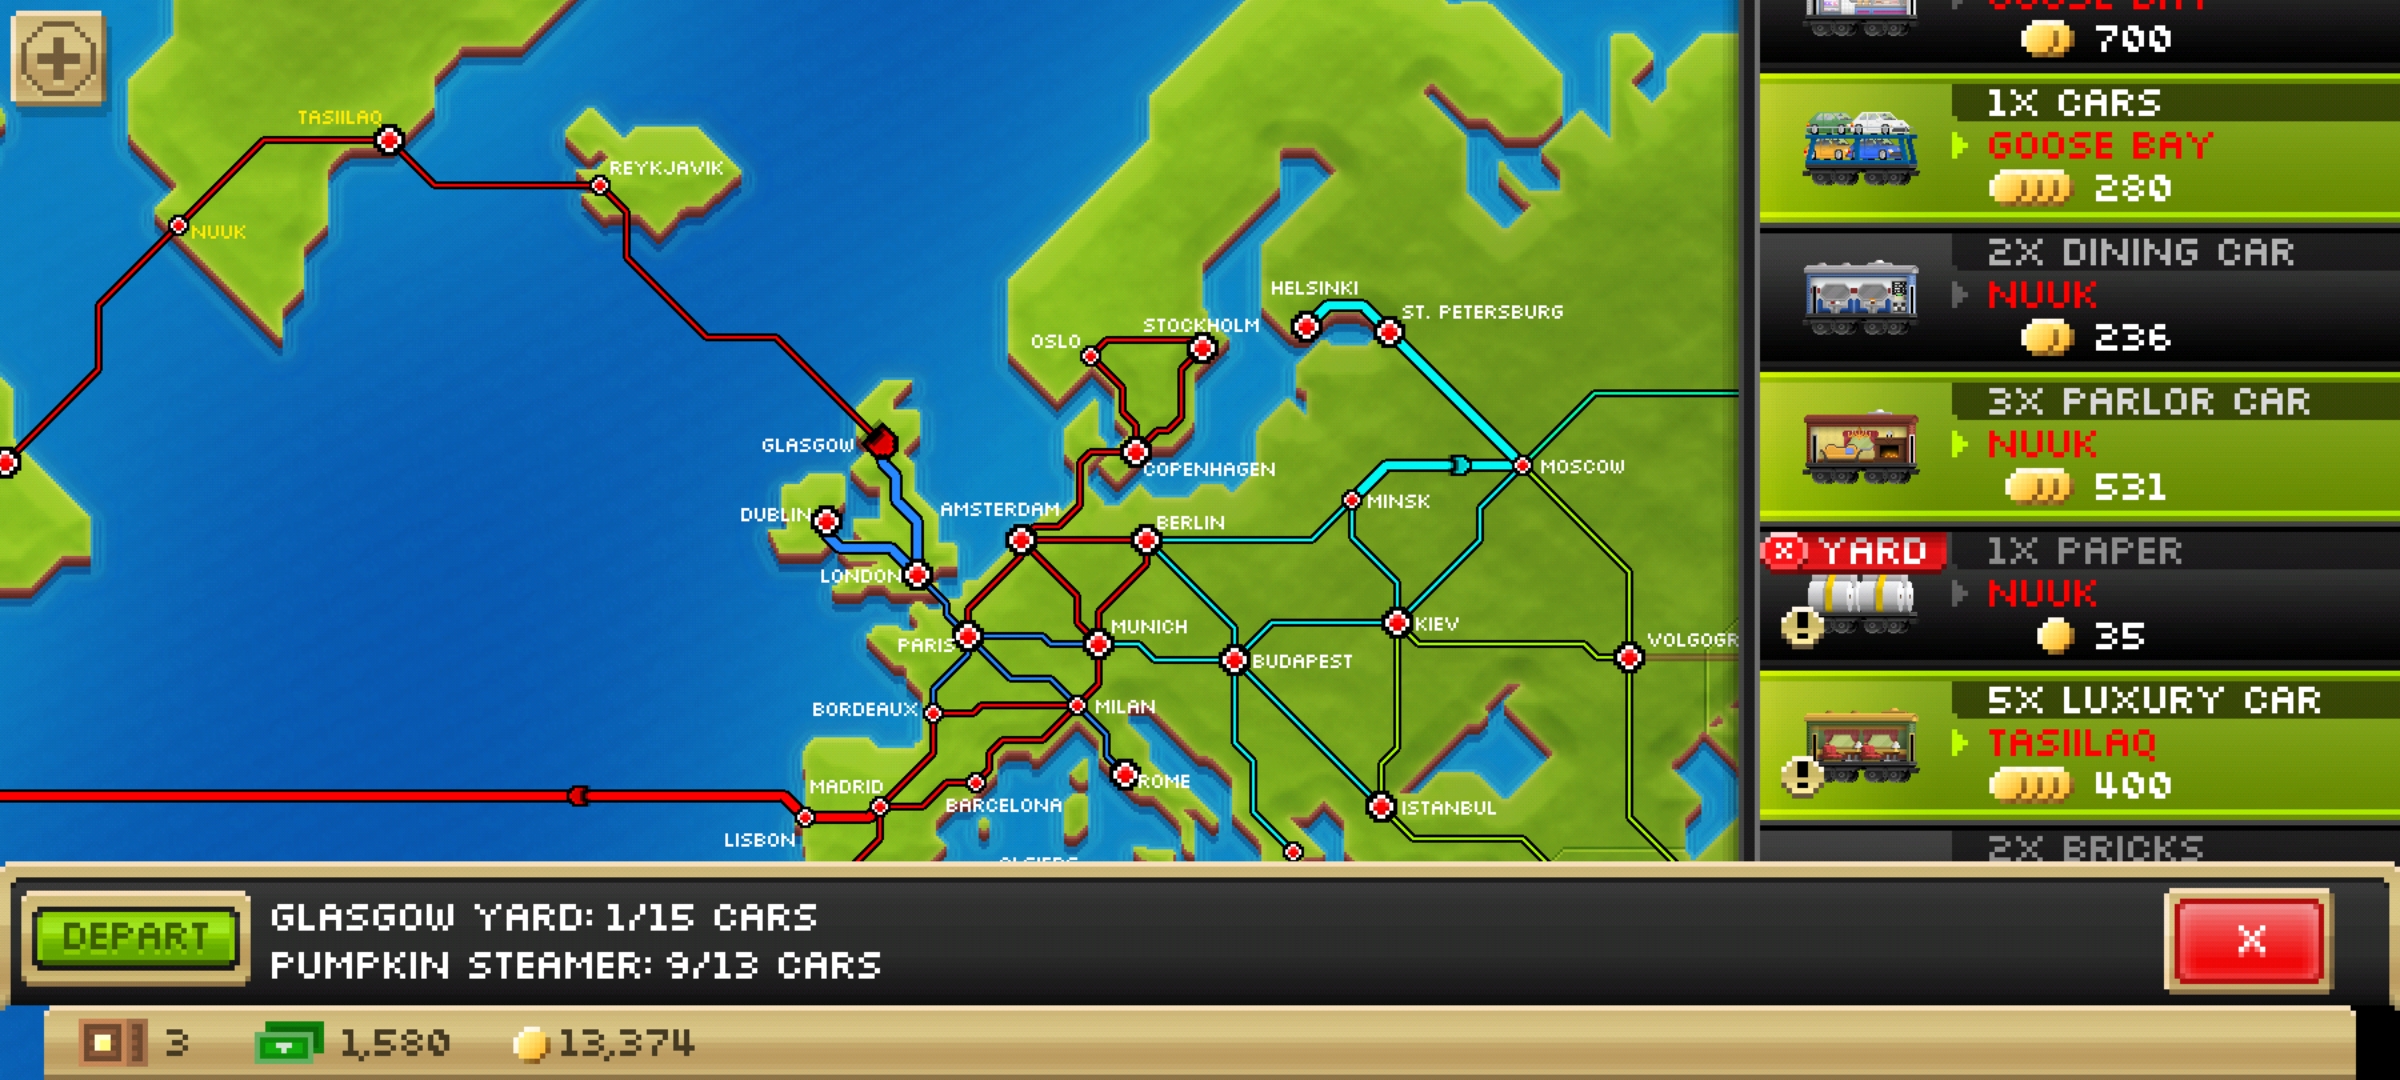 TASIILAQ
NUUK
REYKJAVIK
GLASGOW
DUBLIN
LONDON
AMSTERDAM
PARIS
BORDEAUX
MADRID
LISBON
BARCELONA
OSLO
STOCKHOLM
COPENHAGEN
BERLIN
MUNICH
MILAN
ROME
HELSINKI
ST. PETERSBURG
MOSCOW
MINSK
KIEV
BUDAPEST
ISTANBUL
VOLGOGR
ALGIERS
GOOSE BAY
700
1X CARS
GOOSE BAY
280
2X DINING CAR
NUUK
236
3X PARLOR CAR
NUUK
531
YARD
1X PAPER
NUUK
35
5X LUXURY CAR
TASIILAQ
400
2X BRICKS
DEPART
GLASGOW YARD: 1/15 CARS
PUMPKIN STEAMER: 9/13 CARS
X
3
1,580
13,374